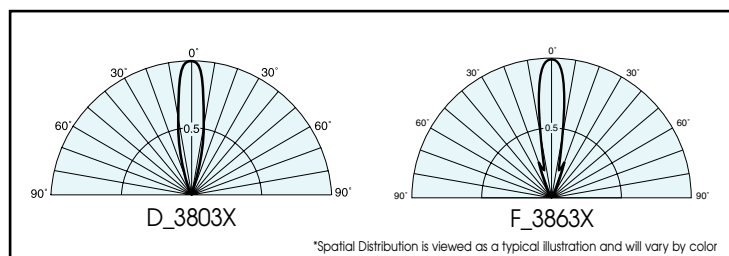 0° 0°
30° 30° 30° 30°
60° 0.5 60° 60° 0.5 60°
90° 90° 90° 90°
D_3803X F_3863X
*Spatial Distribution is viewed as a typical illustration and will vary by color